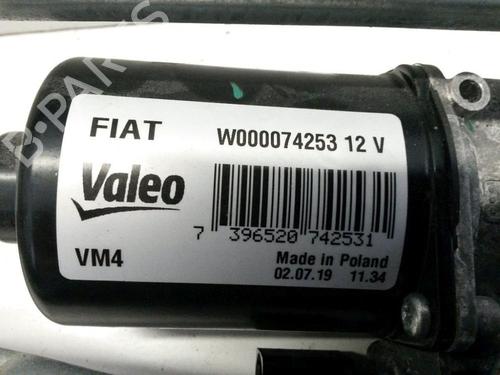 FIAT
W000074253 12 V
Valeo
7 396520 742531
VM4
Made in Poland
02.07.19 11.34
B-PARTS